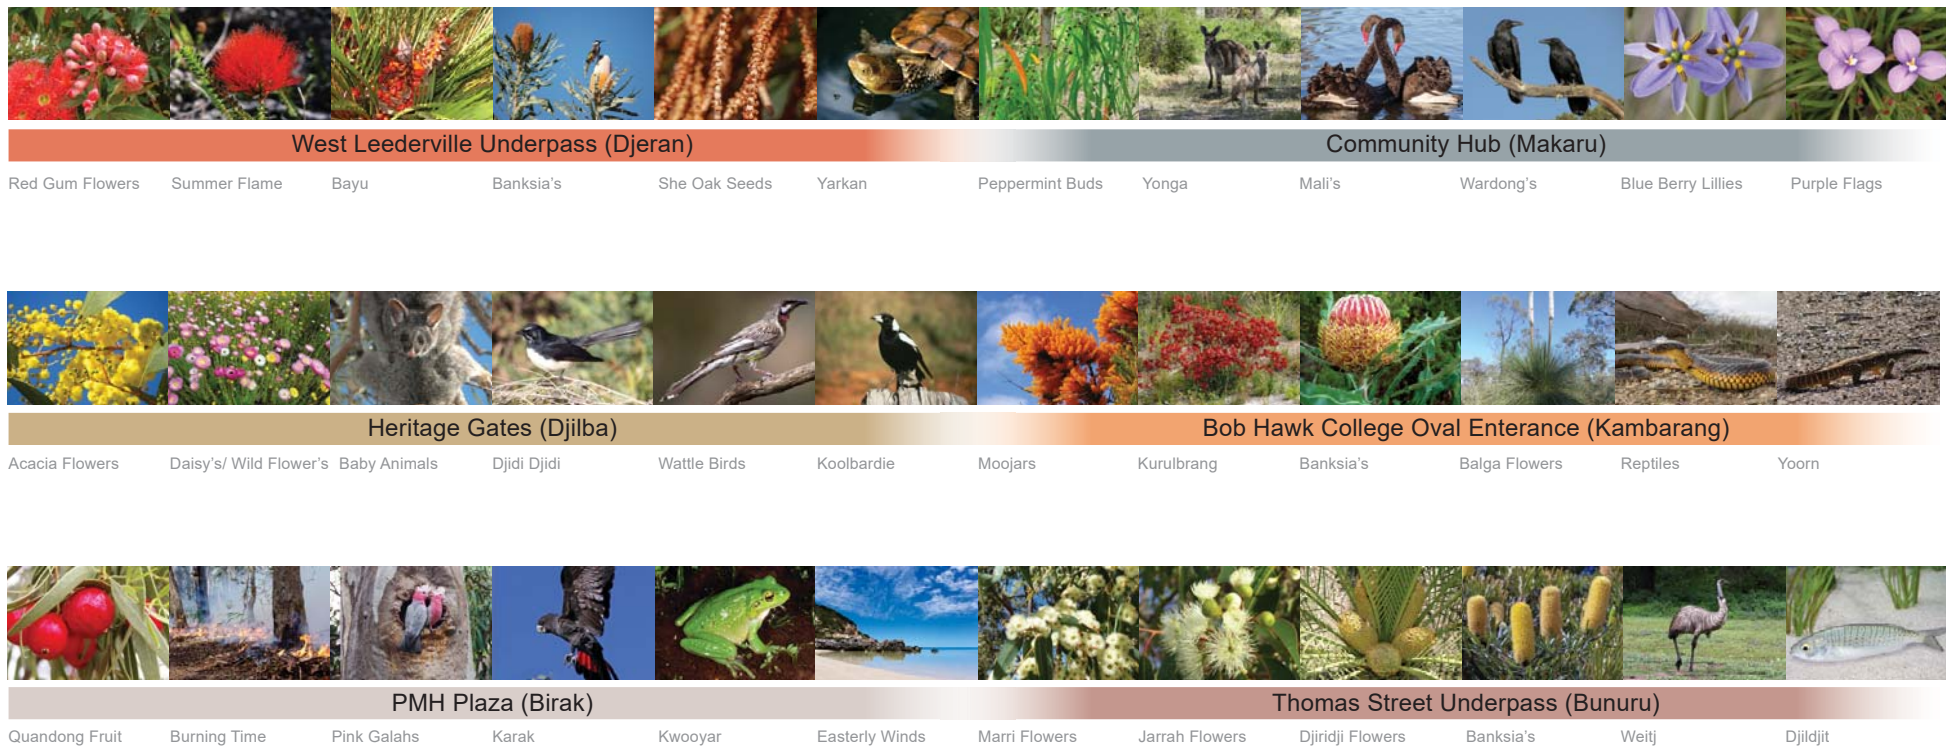 West Leederville Underpass (Djeran)
Community Hub (Makaru)
Red Gum Flowers Summer Flame Bayu Banksia's She Oak Seeds Yarkan Peppermint Buds Yonga Mali's Wardong's Blue Berry Lillies Purple Flags
Heritage Gates (Djilba)
Bob Hawk College Oval Enterance (Kambarang)
Acacia Flowers Daisy's/ Wild Flower's Baby Animals Djidi Djidi Wattle Birds Koolbardie Moojars Kurulbrang Banksia's Balga Flowers Reptiles Yoorn
PMH Plaza (Birak)
Thomas Street Underpass (Bunuru)
Quandong Fruit Burning Time Pink Galahs Karak Kwooyar Easterly Winds Marri Flowers Jarrah Flowers Djiridji Flowers Banksia's Weitj Djildjit